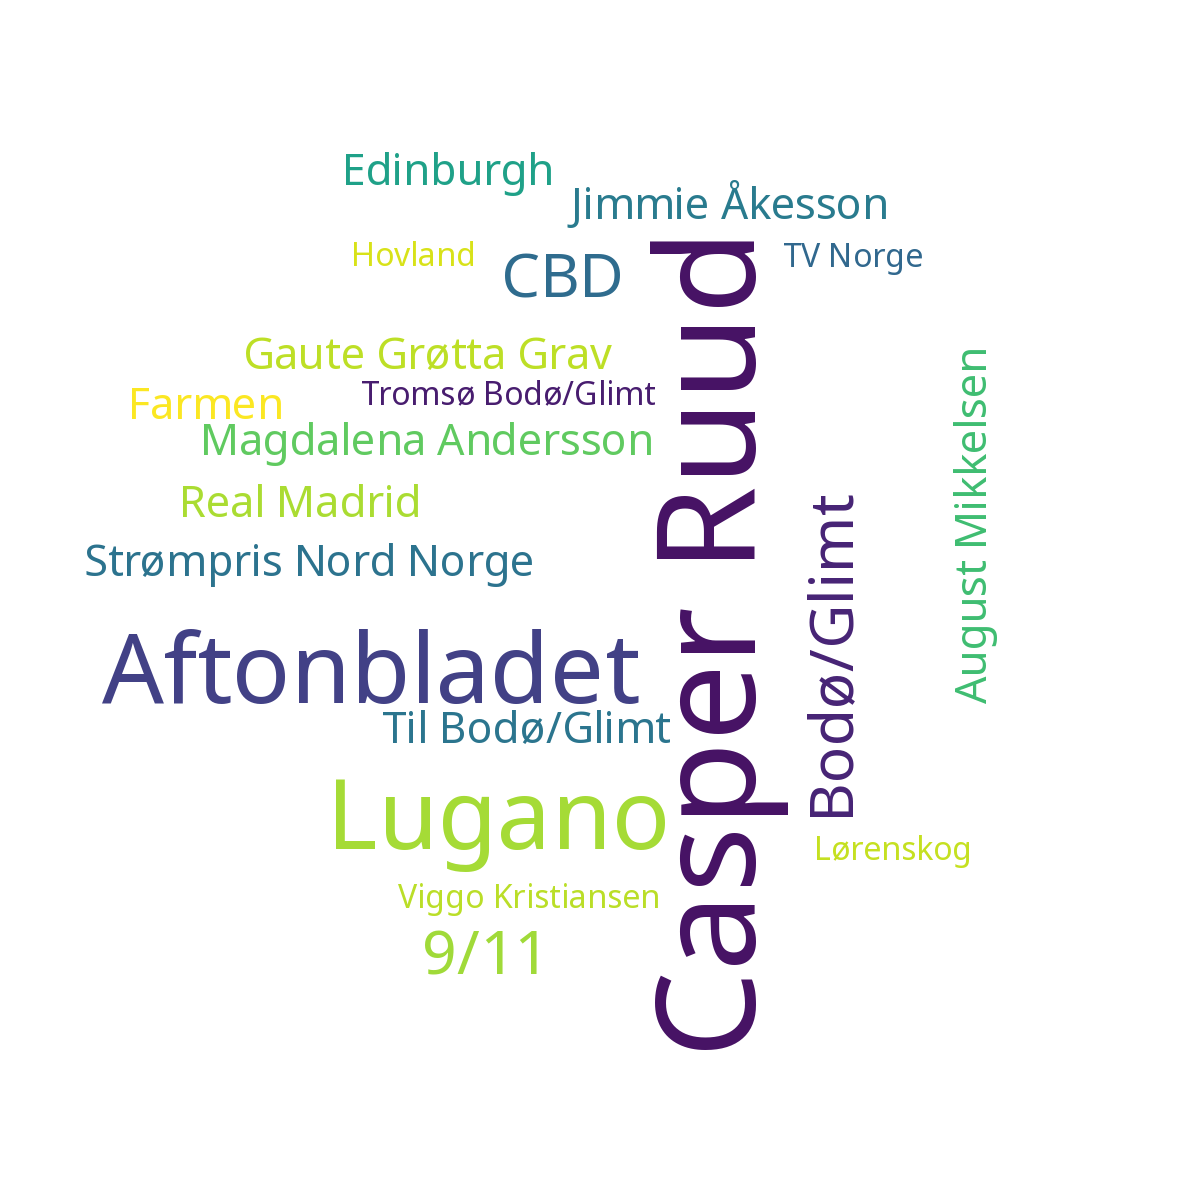 Edinburgh
Jimmie Åkesson
Hovland
CBD
TV Norge
Casper Ruud
Gaute Grøtta Grav
Tromsø Bodø/Glimt
Farmen
Magdalena Andersson
August Mikkelsen
Real Madrid
Bodø/Glimt
Strømpris Nord Norge
Aftonbladet
Til Bodø/Glimt
Lugano
Lørenskog
Viggo Kristiansen
9/11